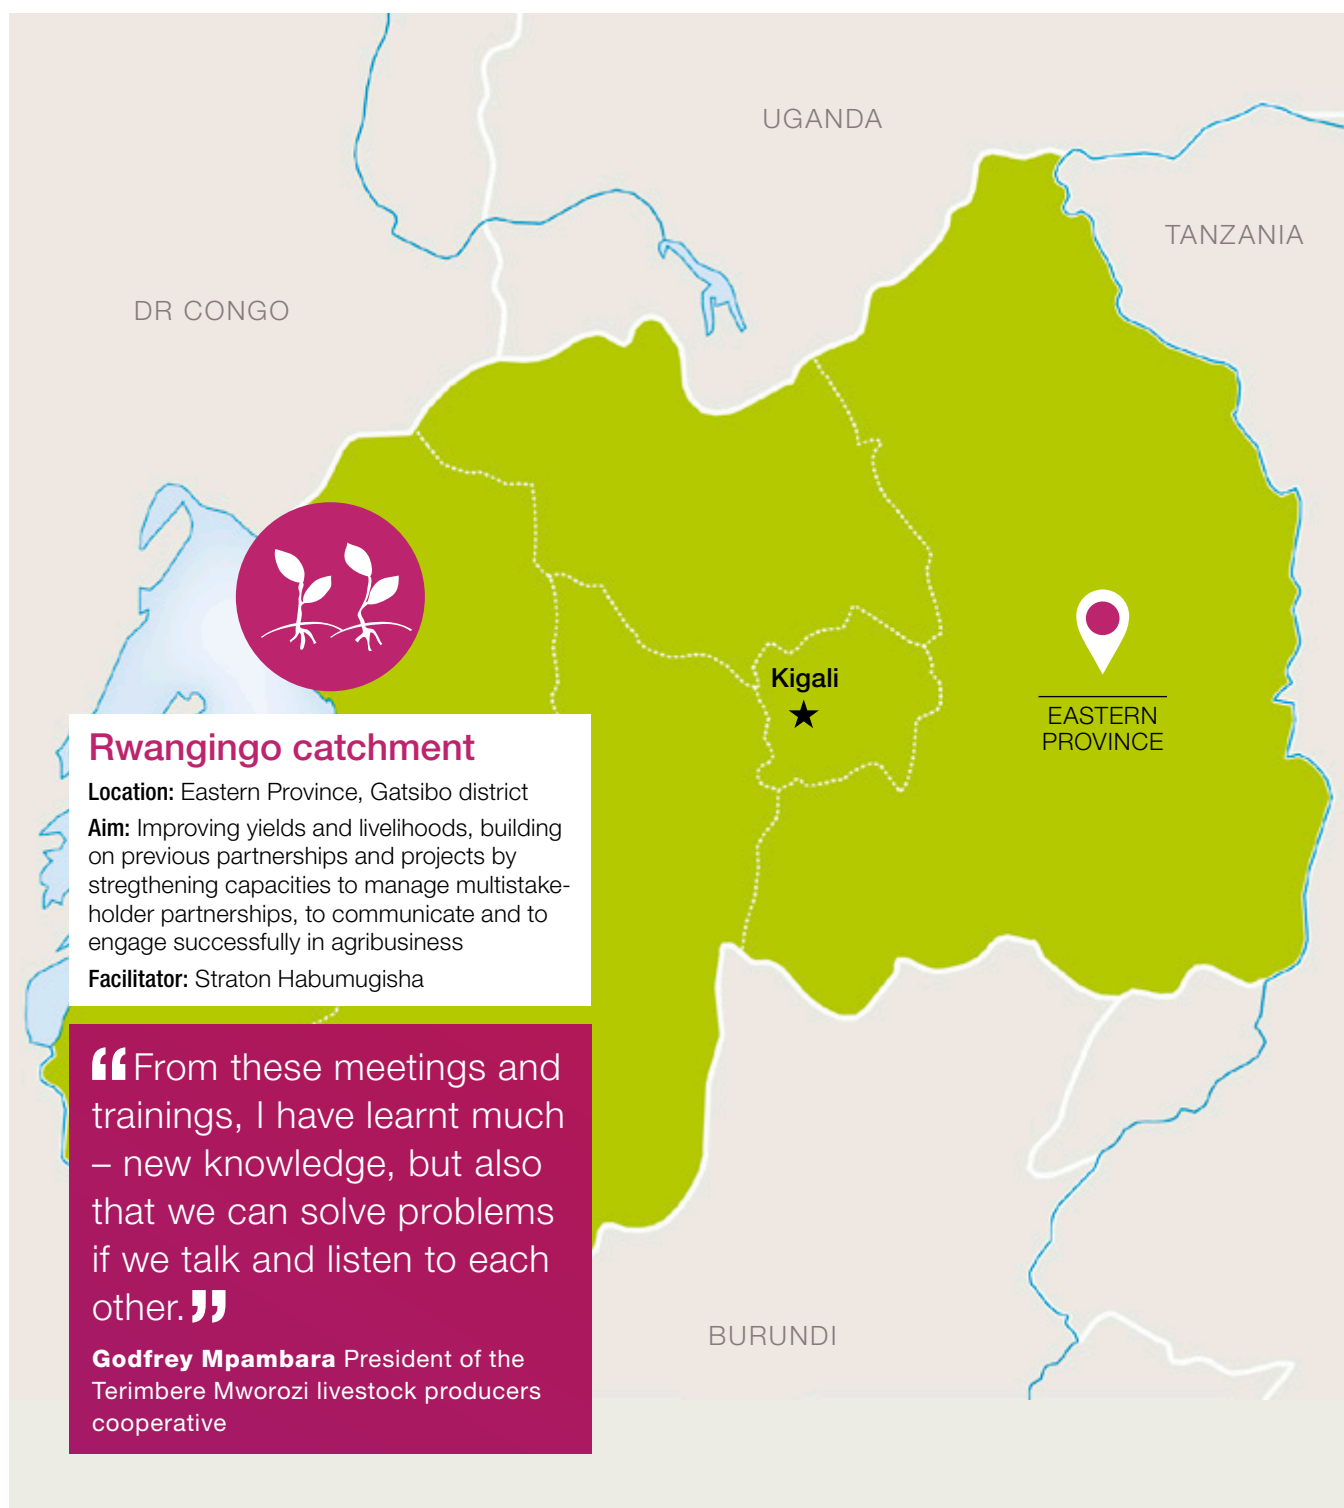 UGANDA
TANZANIA
DR CONGO
Kigali
EASTERN
PROVINCE
Rwangingo catchment
Location: Eastern Province, Gatsibo district
Aim: Improving yields and livelihoods, building
on previous partnerships and projects by
stregthening capacities to manage multistake-
holder partnerships, to communicate and to
engage successfully in agribusiness
Facilitator: Straton Habumugisha
“From these meetings and
trainings, I have learnt much
– new knowledge, but also
that we can solve problems
if we talk and listen to each
other.”
Godfrey Mpambara President of the
Terimbere Mworozi livestock producers
cooperative
BURUNDI